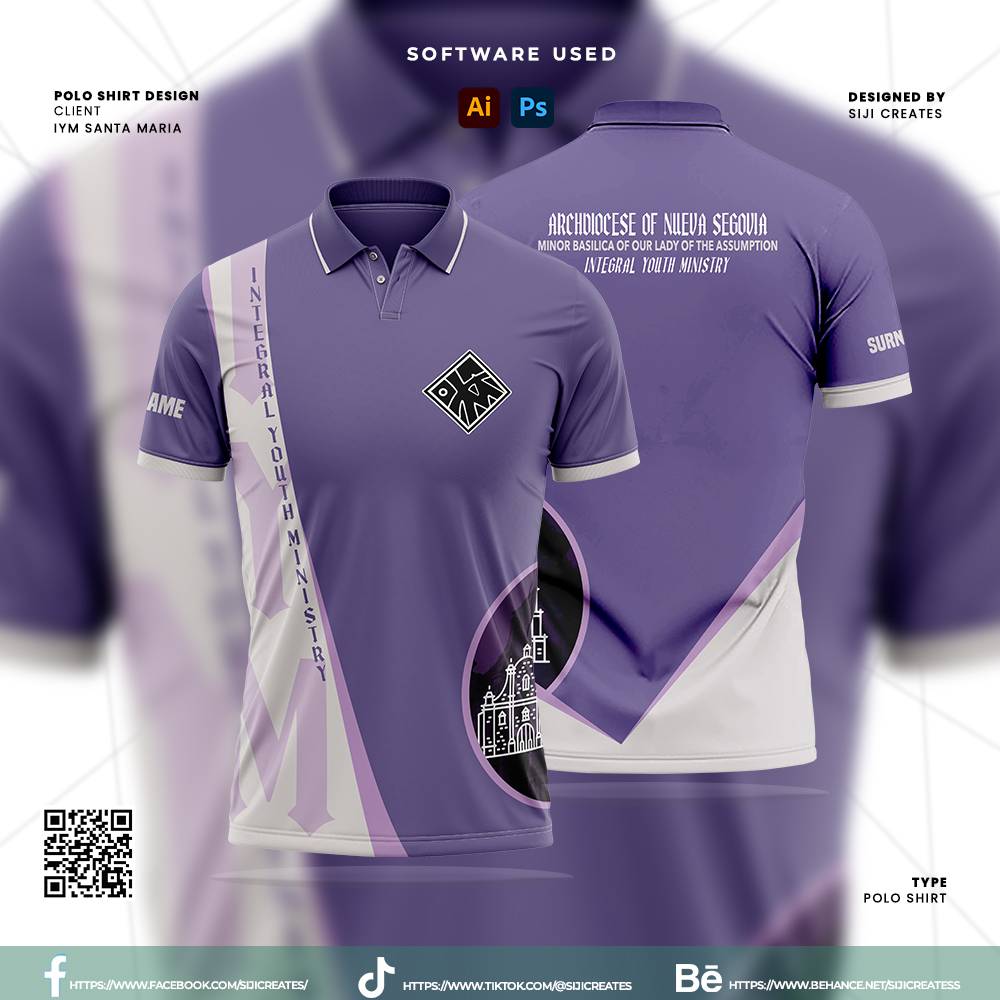 SOFTWARE USED
Ai Ps
POLO SHIRT DESIGN
CLIENT
IYM SANTA MARIA
DESIGNED BY
SIJI CREATES
ARCHDIOCESE OF NUEVA SEGOVIA
MINOR BASILICA OF OUR LADY OF THE ASSUMPTION
INTEGRAL YOUTH MINISTRY
SURN
AME
INTEGRAL YOUTH MINISTRY
IYM
TYPE
POLO SHIRT
HTTPS://WWW.FACEBOOK.COM/SIJICREATES/
HTTPS://WWW.TIKTOK.COM/@SIJICREATES
Bē HTTPS://WWW.BEHANCE.NET/SIJICREATESS